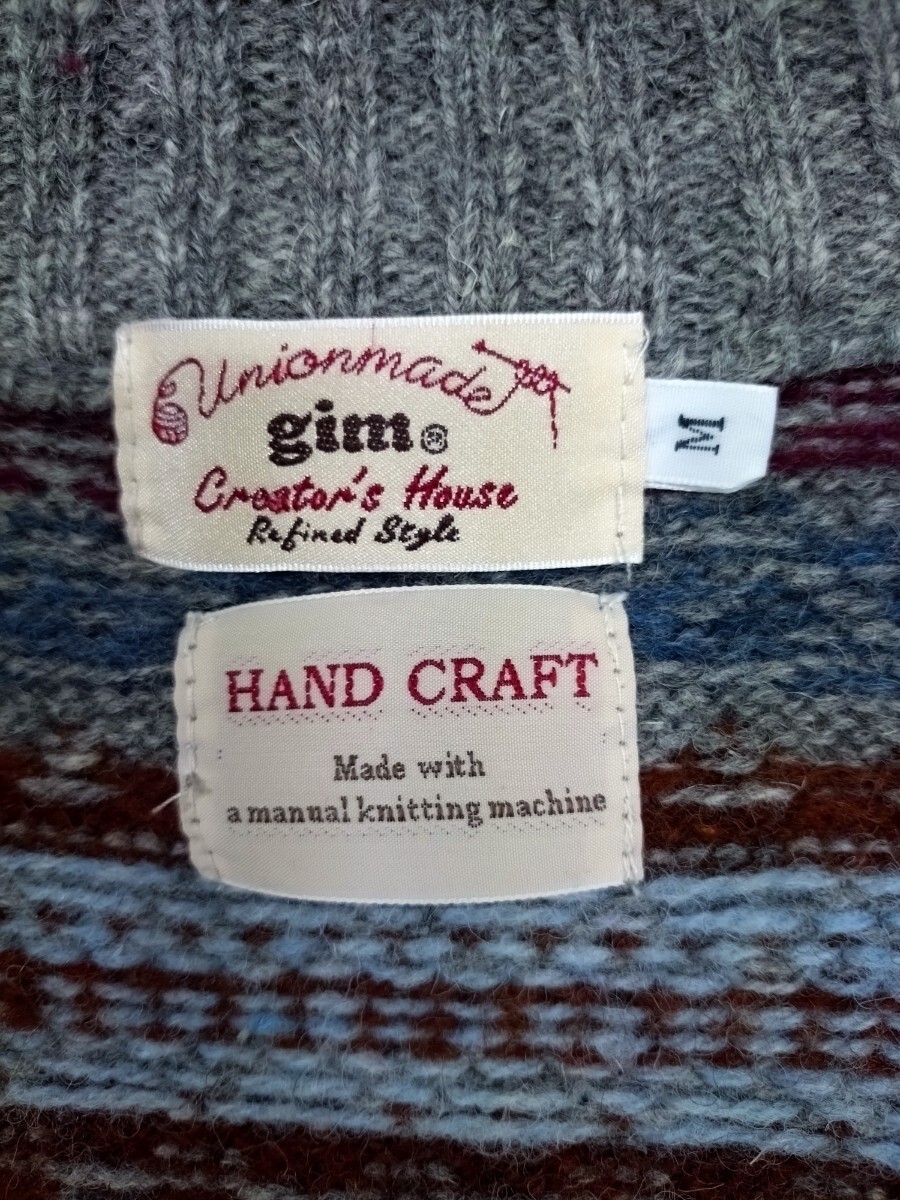 Unionmade
gim®
Creator's House
Refined Style
M
HAND CRAFT
Made with
a manual knitting machine